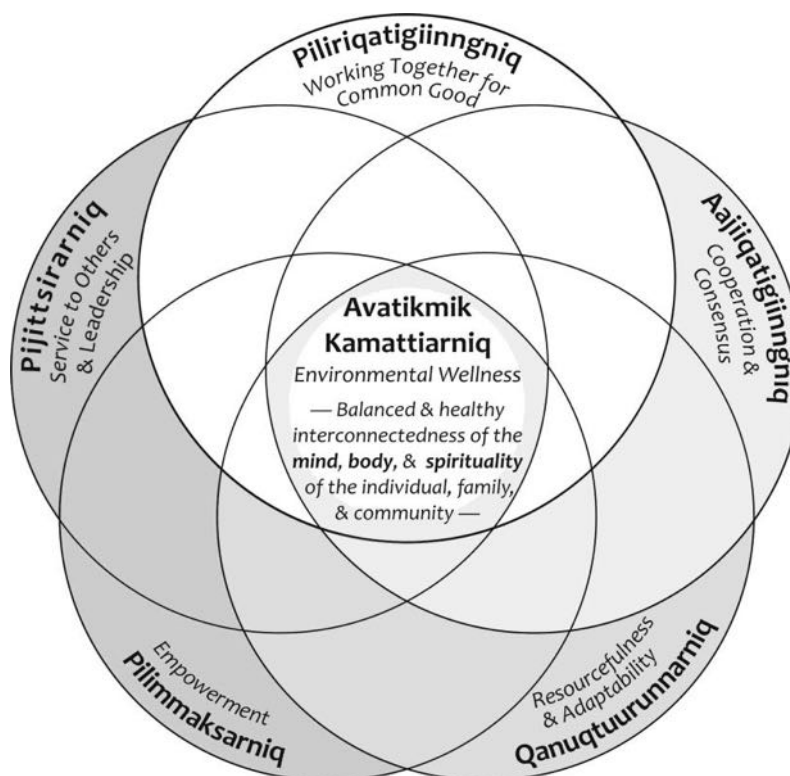 Piliriqatigiinngniq
Working Together for
Common Good
Pijittsirarniq
Service to Others
& Leadership
Aajiiqatigiinngniq
Cooperation &
Consensus
Avatikmik
Kamattiarniq
Environmental Wellness
— Balanced & healthy
interconnectedness of the
mind, body, & spirituality
of the individual, family,
& community —
Empowerment
Pilimmaksarniq
Resourcefulness
& Adaptability
Qanuqtuurunnarniq